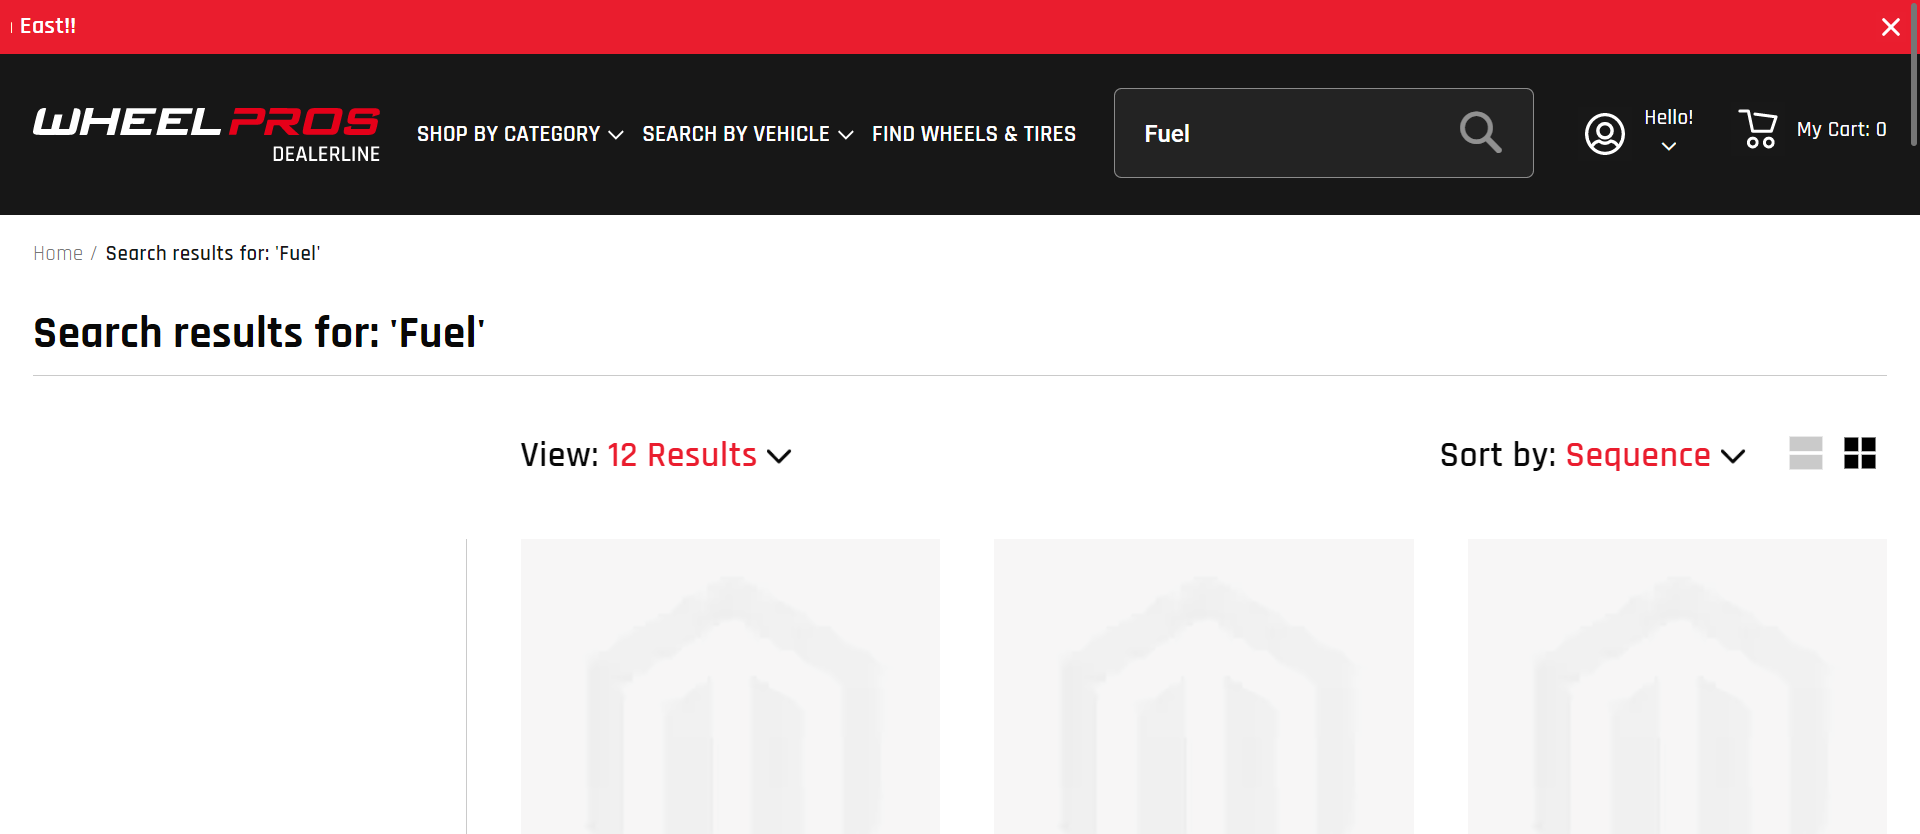 East!!
WHEEL PROS
DEALERLINE
SHOP BY CATEGORY
SEARCH BY VEHICLE
FIND WHEELS & TIRES
Fuel
Hello!
My Cart: 0
Home / Search results for: 'Fuel'
Search results for: 'Fuel'
View: 12 Results
Sort by: Sequence